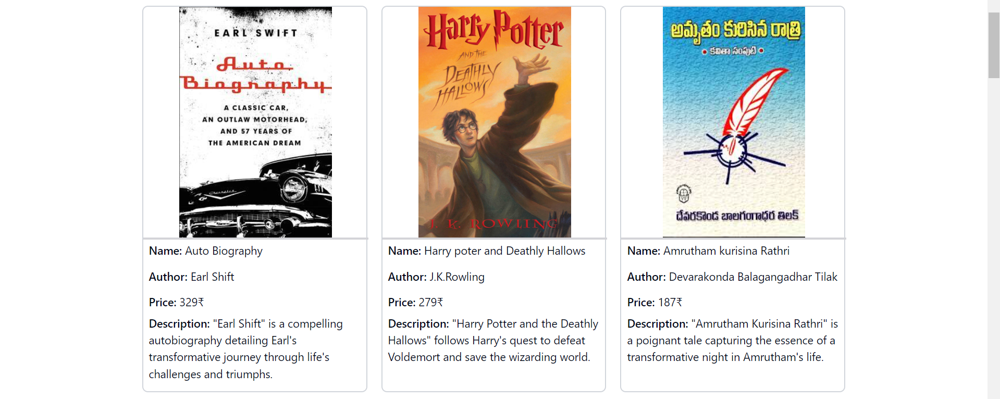 EARL SWIFT
Auto
Biography
A CLASSIC CAR,
AN OUTLAW MOTORHEAD,
AND 57 YEARS OF
THE AMERICAN DREAM
Chevrolet
Name: Auto Biography
Author: Earl Shift
Price: 329₹
Description: "Earl Shift" is a compelling
autobiography detailing Earl's
transformative journey through life's
challenges and triumphs.
Harry Potter
AND THE
DEATHLY
HALLOWS
J. K. ROWLING
Name: Harry poter and Deathly Hallows
Author: J.K.Rowling
Price: 279₹
Description: "Harry Potter and the Deathly
Hallows" follows Harry's quest to defeat
Voldemort and save the wizarding world.
అమృతం కురిసిన రాత్రి
• కవితా సంపుటి •
దేవరకొండ బాలగంగాధర తిలక్
Name: Amrutham kurisina Rathri
Author: Devarakonda Balagangadhar Tilak
Price: 187₹
Description: "Amrutham Kurisina Rathri" is
a poignant tale capturing the essence of a
transformative night in Amrutham's life.